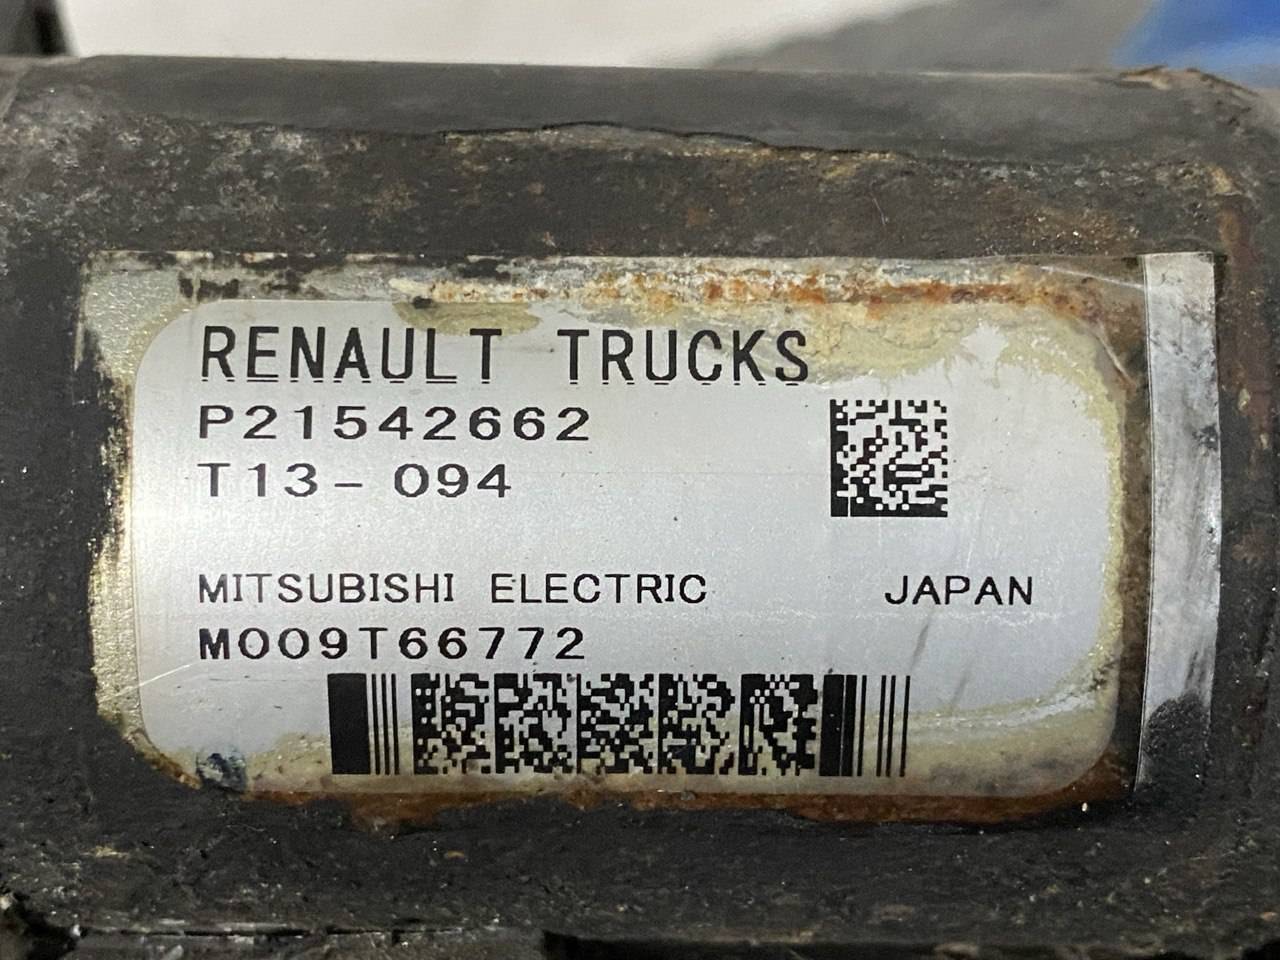 RENAULT TRUCKS
P21542662
T13-094
MITSUBISHI ELECTRIC JAPAN
M009T66772